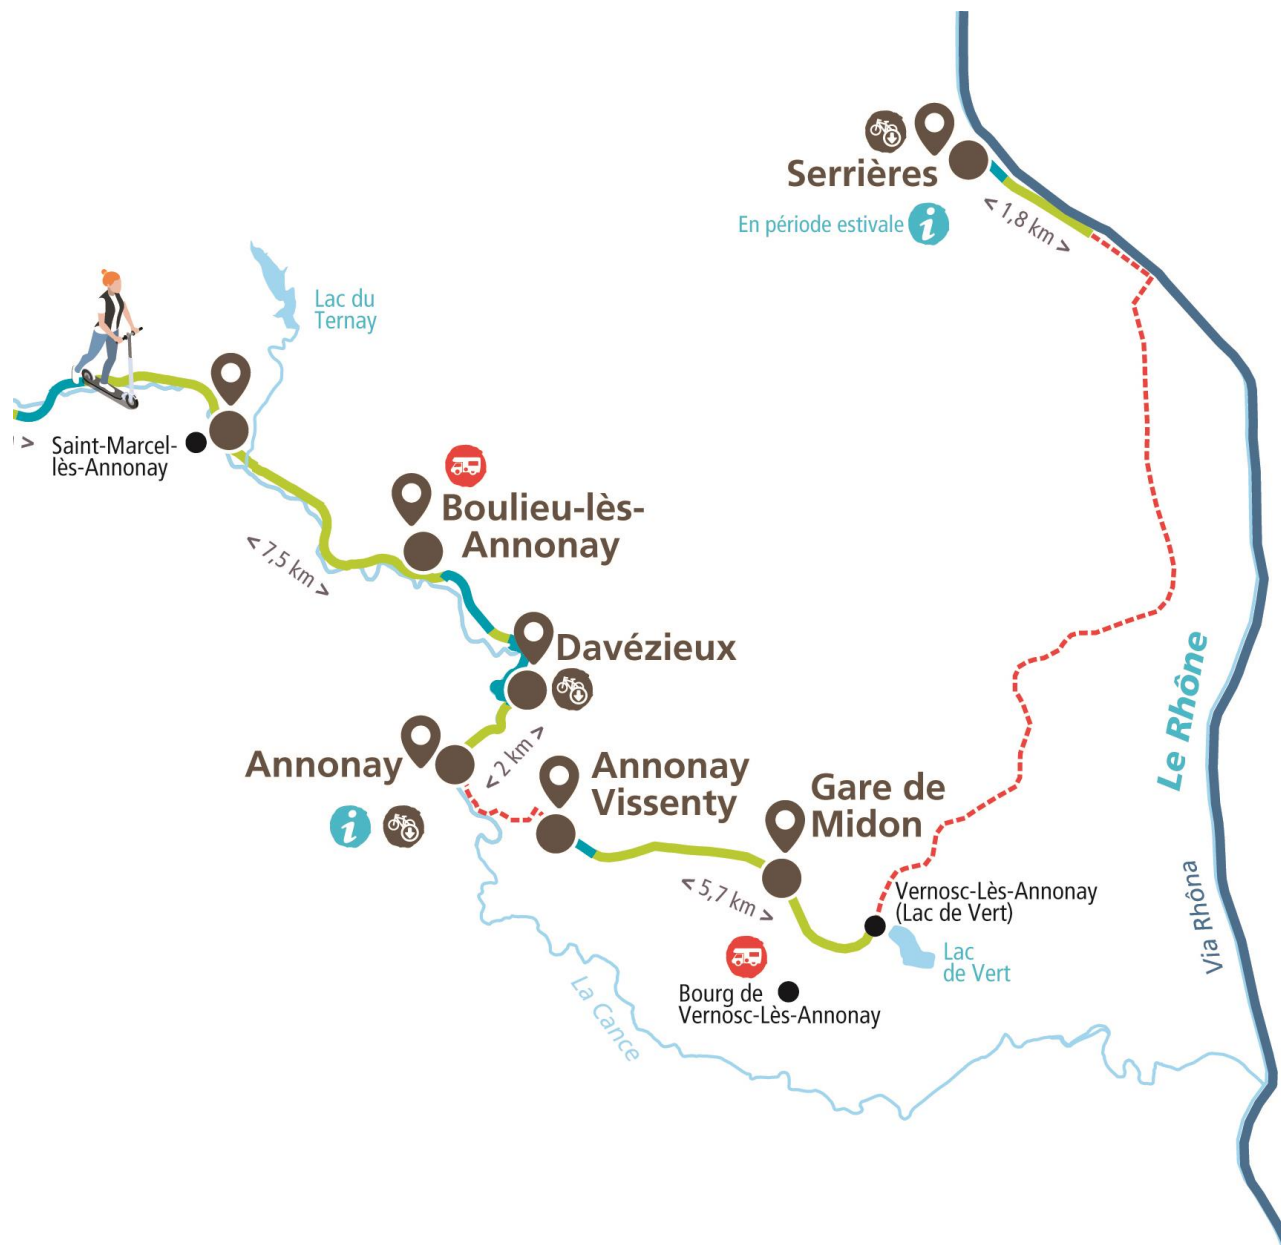 Serrières
En période estivale
i
< 1,8 km >
Lac du
Ternay
>
Saint-Marcel-
lès-Annonay
Boulieu-lès-
Annonay
< 7,5 km >
Davézieux
Annonay
< 2 km >
i
Annonay
Vissenty
Gare de
Midon
< 5,7 km >
Vernosc-Lès-Annonay
(Lac de Vert)
Lac
de Vert
Bourg de
Vernosc-Lès-Annonay
La Cance
Le Rhône
Via Rhôna